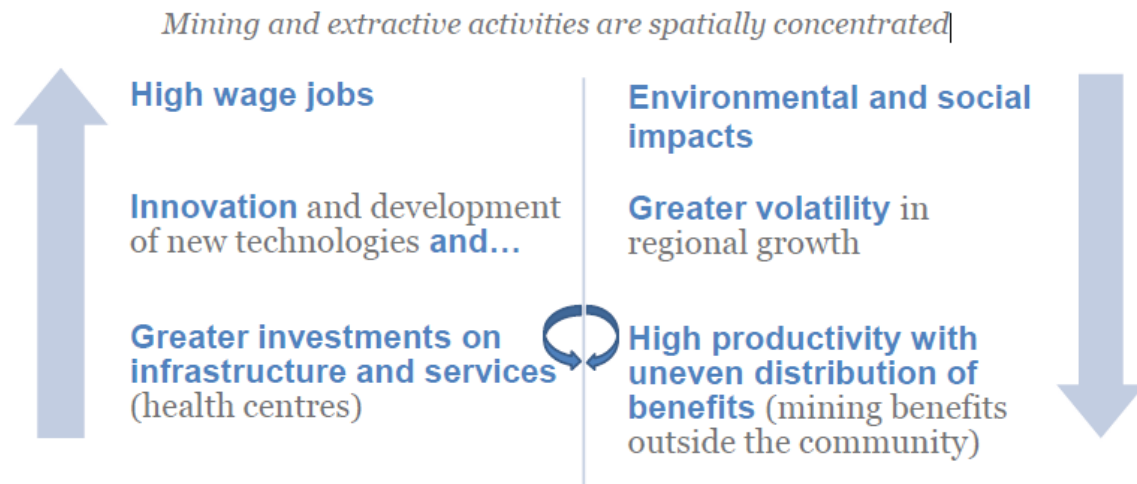 Mining and extractive activities are spatially concentrated
High wage jobs
Innovation and development
of new technologies and...
Greater investments on
infrastructure and services
(health centres)
Environmental and social
impacts
Greater volatility in
regional growth
High productivity with
uneven distribution of
benefits (mining benefits
outside the community)